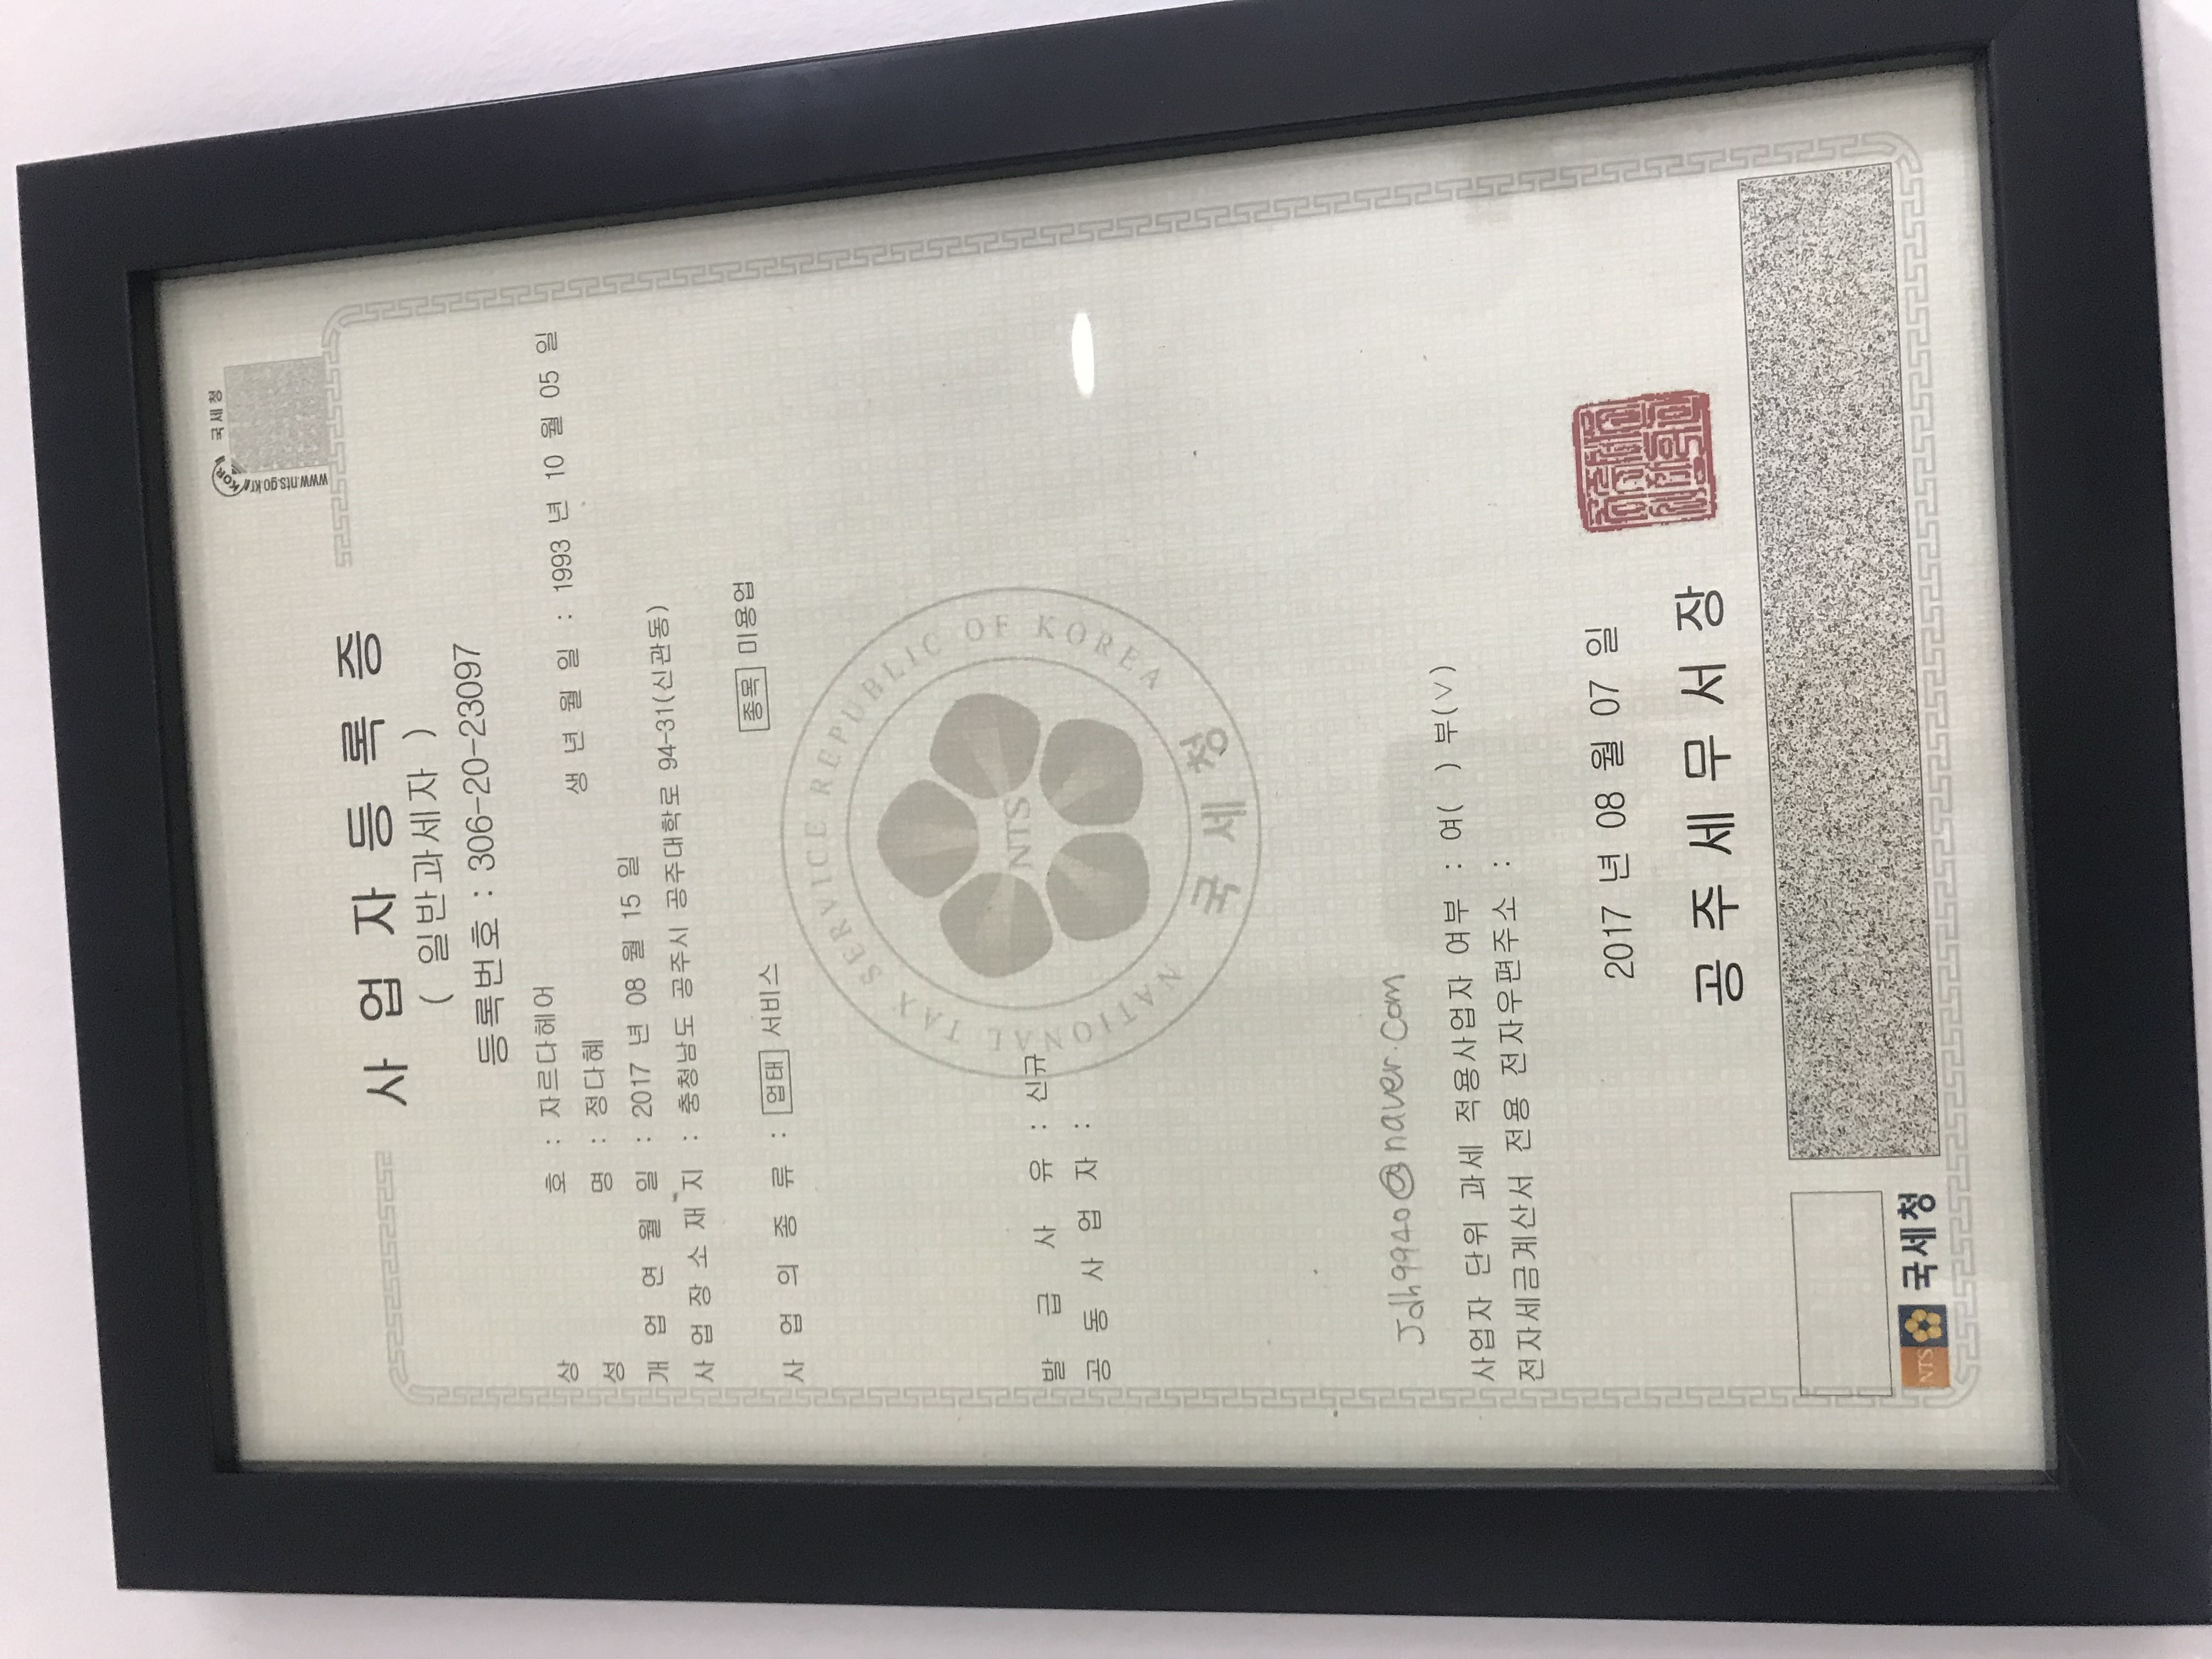 국세청
KOR
www.nts.go.kr
사 업 자 등 록 증
( 일반과세자 )
등록번호 : 306-20-23097
상 호 : 자르다헤어
성 명 : 정다혜 생 년 월 일 : 1993 년 10 월 05 일
개 업 연 월 일 : 2017 년 08 월 15 일
사 업 장 소 재 지 : 충청남도 공주시 공주대학로 94-31(신관동)
사 업 의 종 류 : 업태 서비스 종목 미용업
NATIONAL TAX SERVICE REPUBLIC OF KOREA
NTS
국세청
발 급 사 유 : 신규
공 동 사 업 자 :
Jdh9940@naver.com
사업자 단위 과세 적용사업자 여부 : 여( ) 부(V)
전자세금계산서 전용 전자우편주소 :
2017 년 08 월 07 일
공 주 세 무 서 장
NTS 국세청